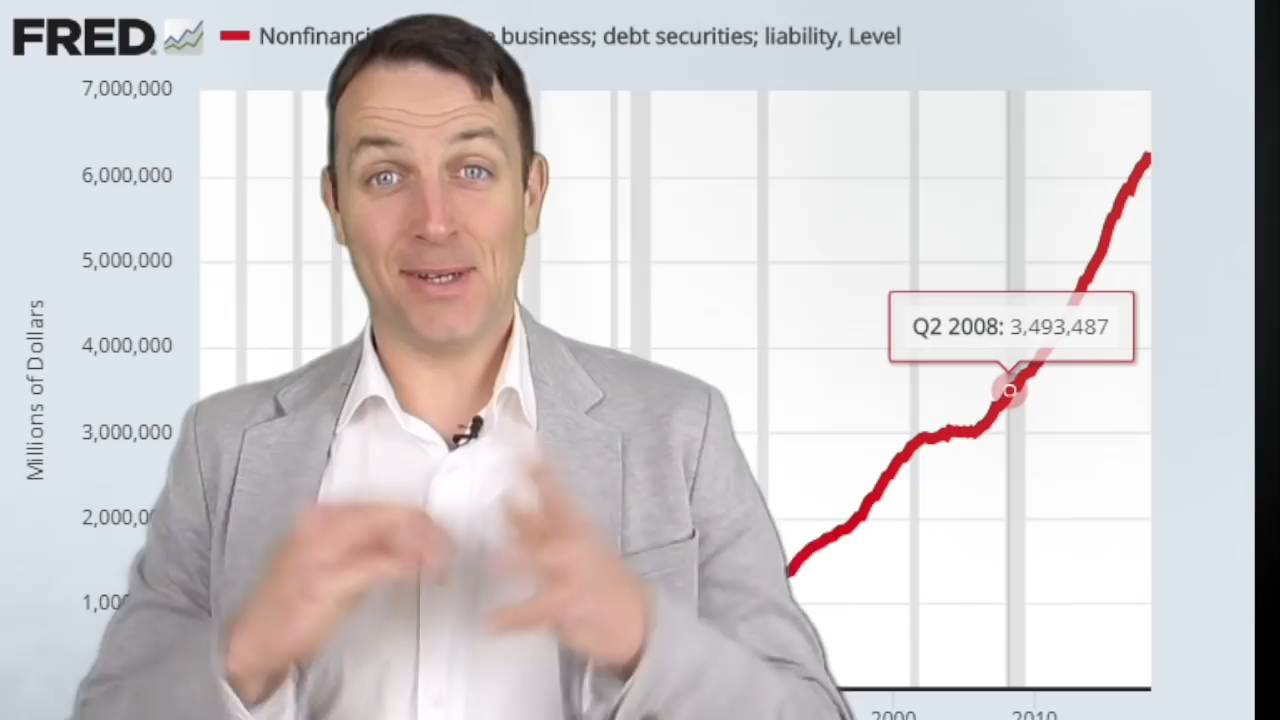 FRED
Nonfinanci business; debt securities; liability, Level
7,000,000
6,000,000
5,000,000
4,000,000
3,000,000
2,000,0
1,00
Millions of Dollars
Q2 2008: 3,493,487
2000
2010